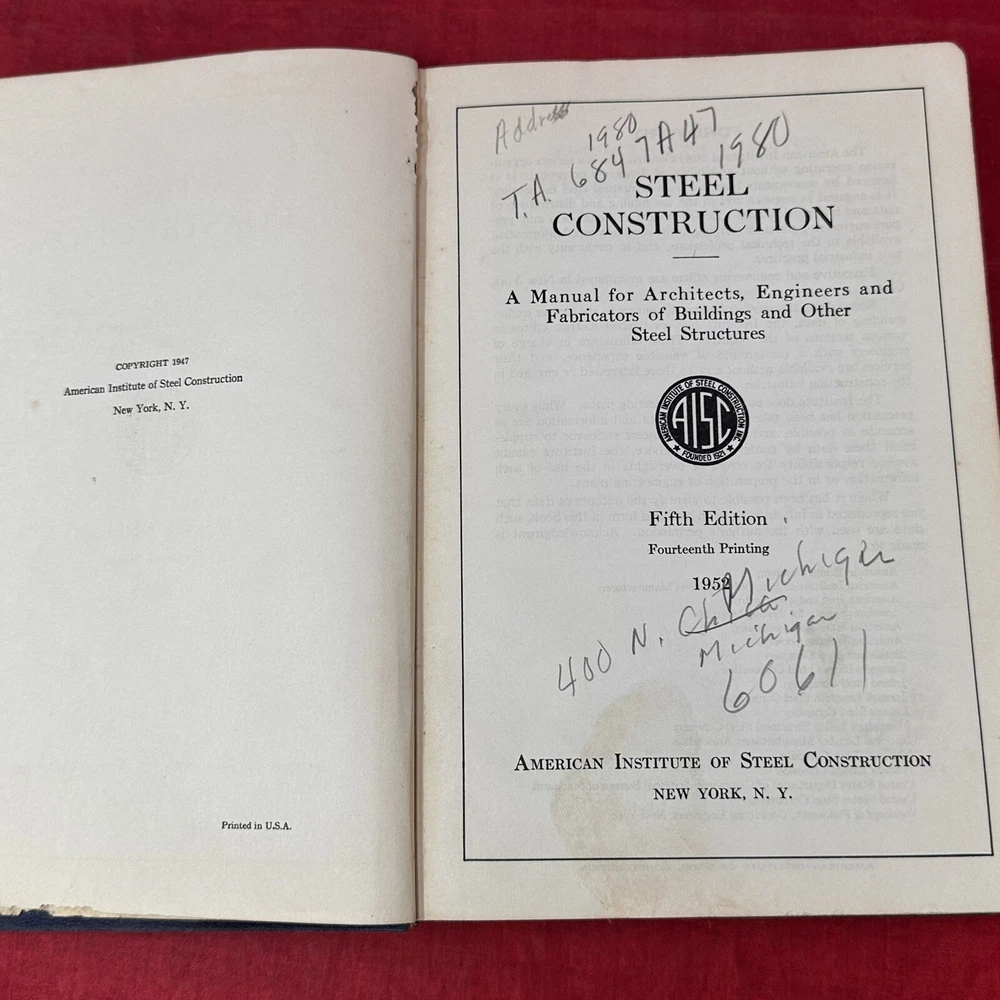 COPYRIGHT 1947
American Institute of Steel Construction
New York, N. Y.
Printed in U.S.A.
Address
1980
T.A. 684 7A47
1980
STEEL
CONSTRUCTION
A Manual for Architects, Engineers and
Fabricators of Buildings and Other
Steel Structures
AMERICAN INSTITUTE OF STEEL CONSTRUCTION INC.
AISC
FOUNDED 1921
Fifth Edition
Fourteenth Printing
1952
Michigan
400 N.
Michigan
60611
AMERICAN INSTITUTE OF STEEL CONSTRUCTION
NEW YORK, N. Y.